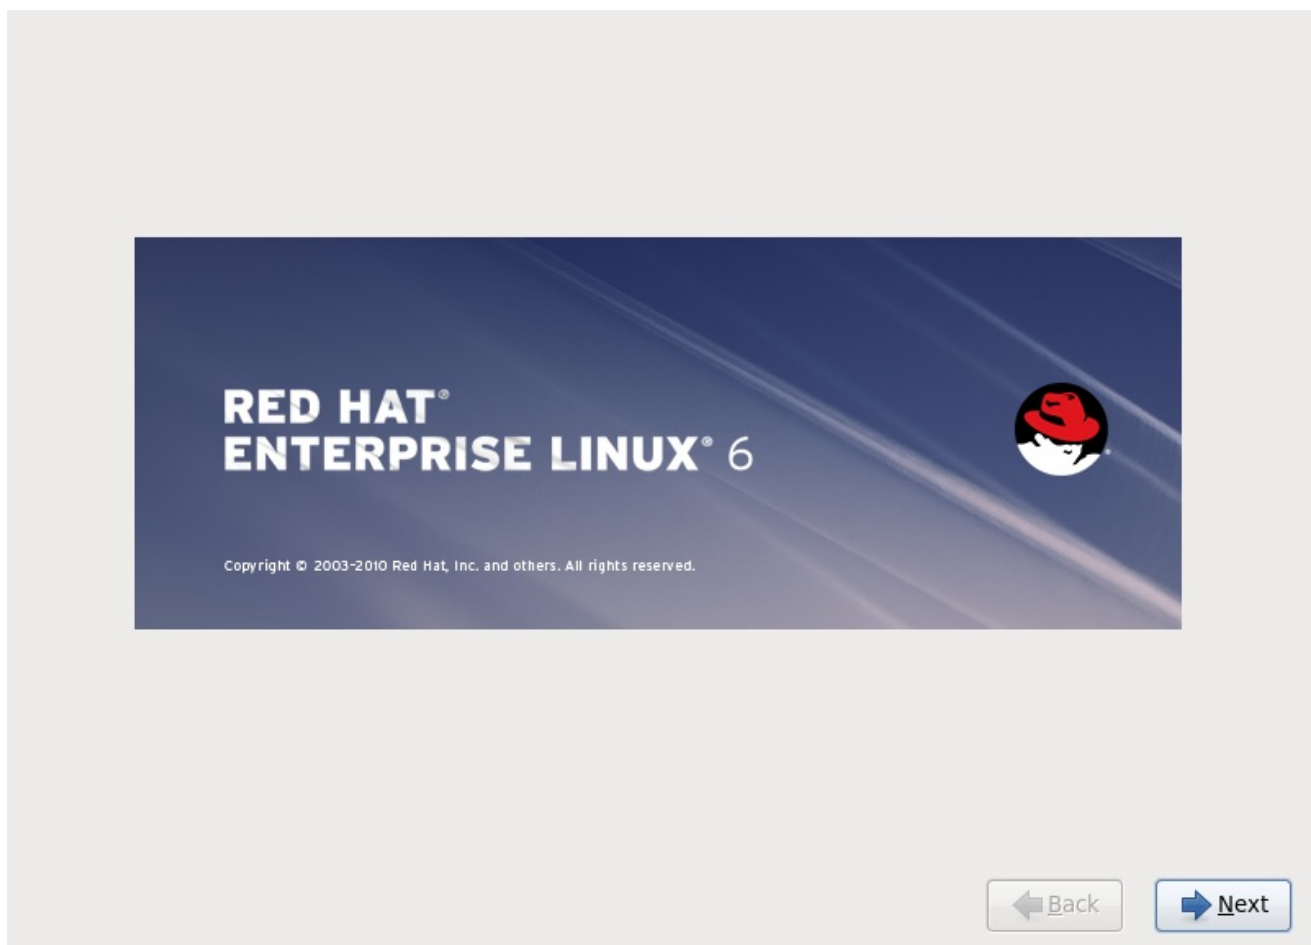 RED HAT®
ENTERPRISE LINUX® 6
Copyright © 2003-2010 Red Hat, Inc. and others. All rights reserved.
Back
Next